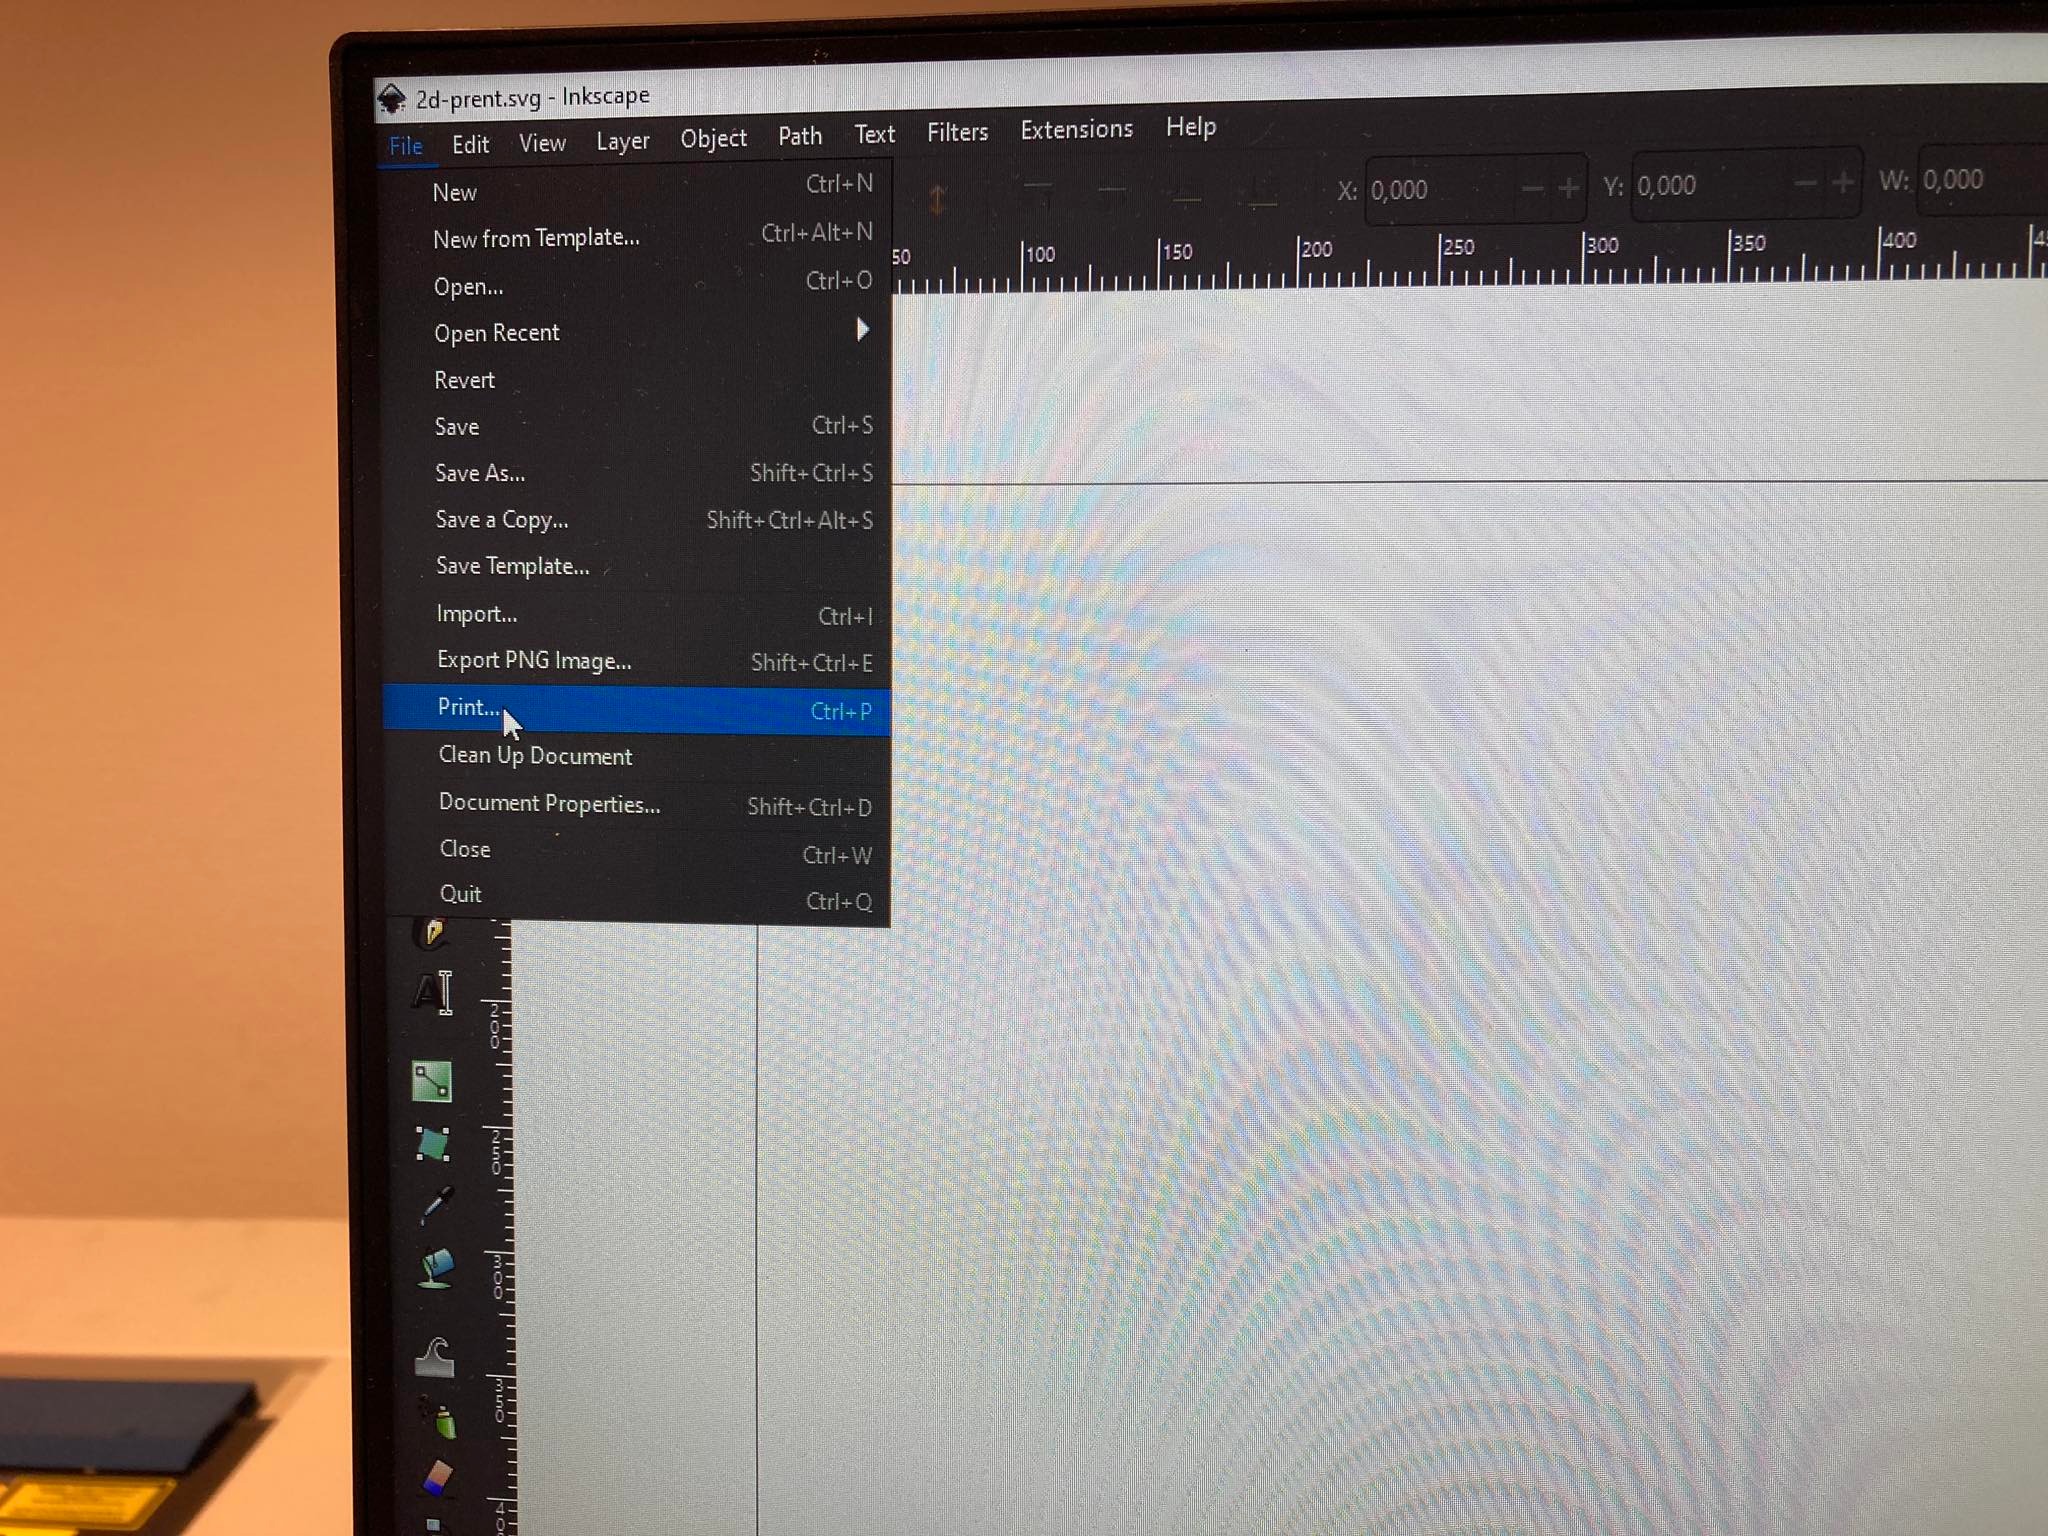 2d-prent.svg - Inkscape
File Edit View Layer Object Path Text Filters Extensions Help
New Ctrl+N
New from Template... Ctrl+Alt+N
Open... Ctrl+O
Open Recent
Revert
Save Ctrl+S
Save As... Shift+Ctrl+S
Save a Copy... Shift+Ctrl+Alt+S
Save Template...
Import... Ctrl+I
Export PNG Image... Shift+Ctrl+E
Print... Ctrl+P
Clean Up Document
Document Properties... Shift+Ctrl+D
Close Ctrl+W
Quit Ctrl+Q
X: 0,000 Y: 0,000 W: 0,000
50 100 150 200 250 300 350 400
200
250
300
350